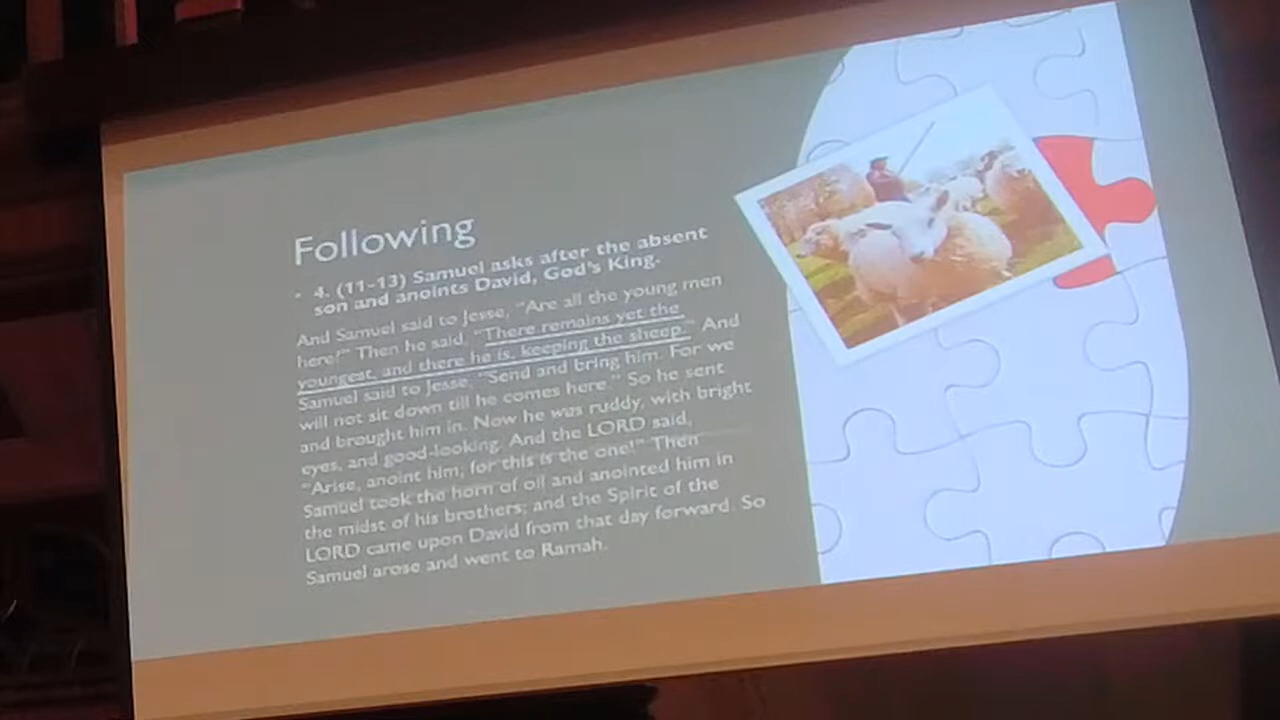 Following
• 4. (11-13) Samuel asks after the absent
son and anoints David, God's King.
And Samuel said to Jesse, "Are all the young men
here?" Then he said, "There remains yet the
youngest, and there he is, keeping the sheep." And
Samuel said to Jesse, "Send and bring him. For we
will not sit down till he comes here." So he sent
and brought him in. Now he was ruddy, with bright
eyes, and good-looking. And the LORD said,
"Arise, anoint him; for this is the one!" Then
Samuel took the horn of oil and anointed him in
the midst of his brothers; and the Spirit of the
LORD came upon David from that day forward. So
Samuel arose and went to Ramah.